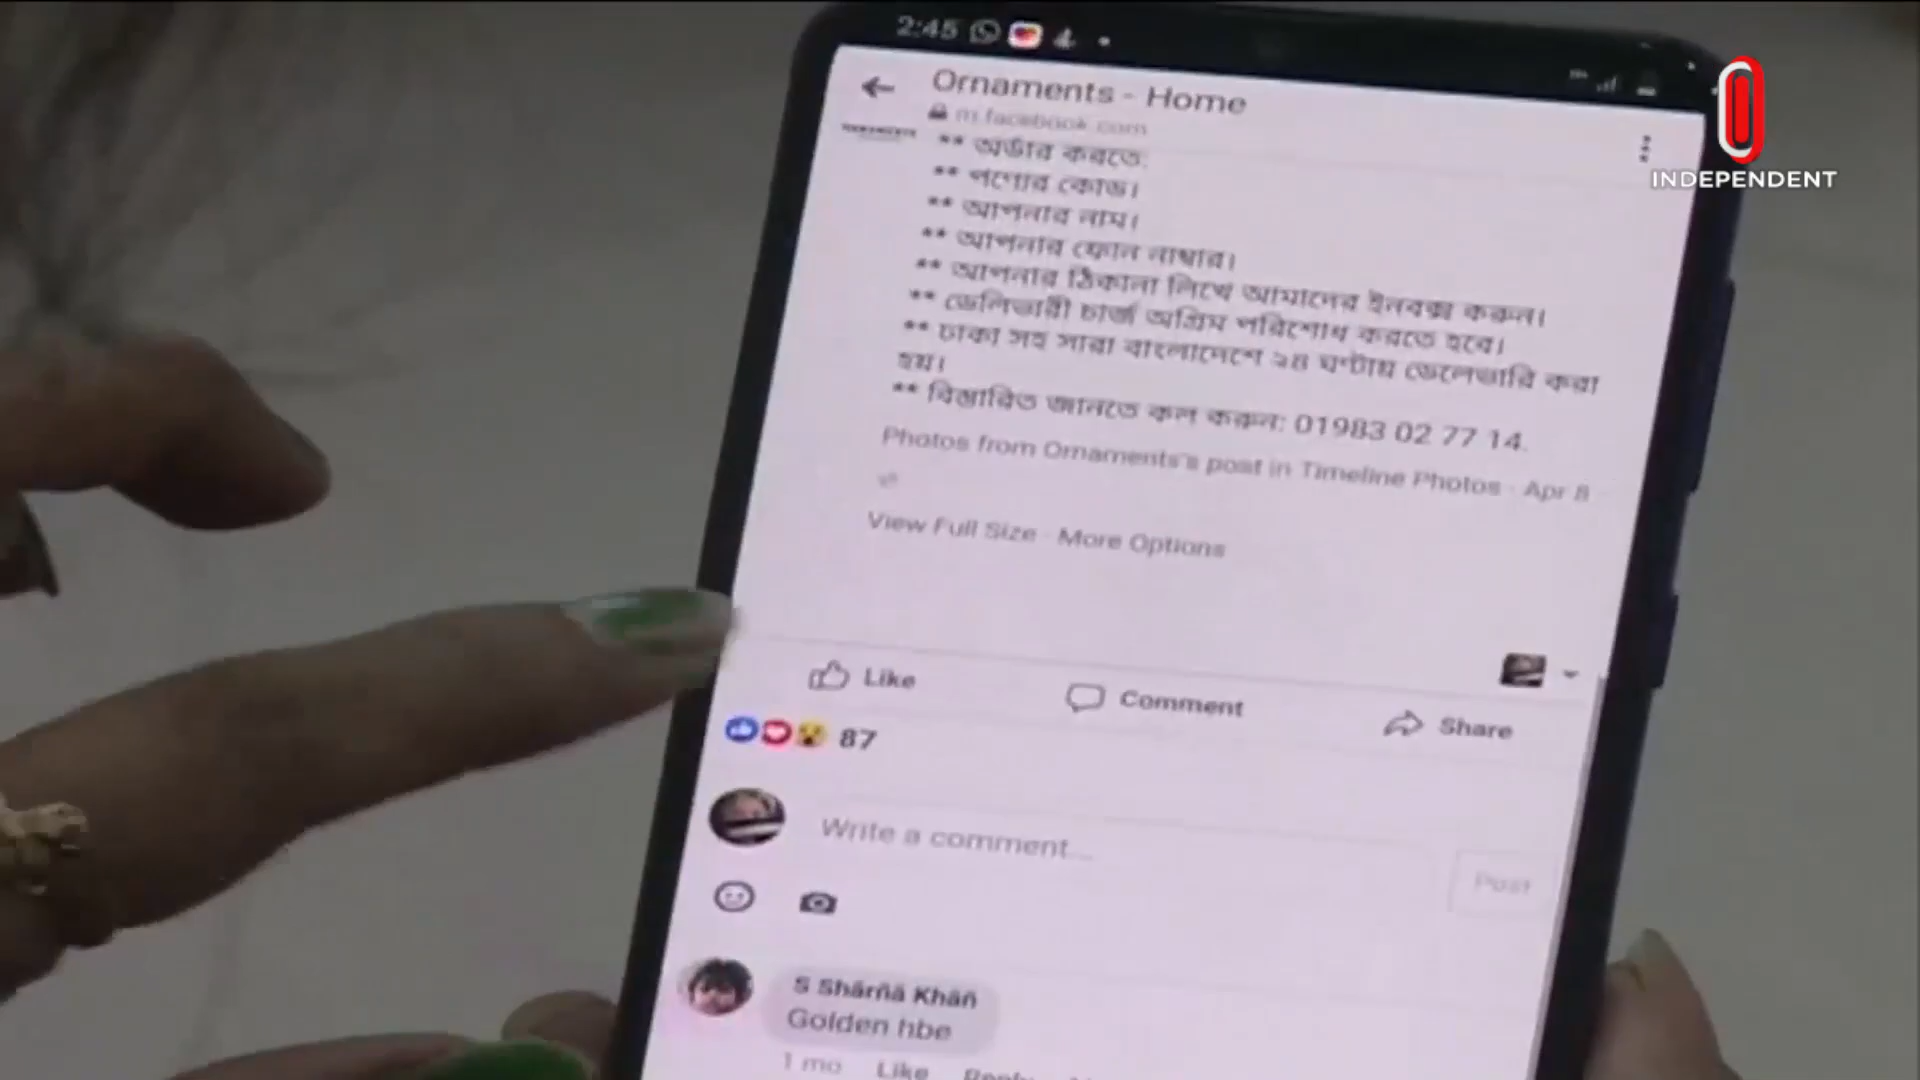 2:45
Ornaments - Home
m.facebook.com
INDEPENDENT
** অর্ডার করতে:
** পণ্যের কোড।
** আপনার নাম।
** আপনার ফোন নাম্বার।
** আপনার ঠিকানা লিখে আমাদের ইনবক্স করুন।
** ডেলিভারী চার্জ অগ্রিম পরিশোধ করতে হবে।
** ঢাকা সহ সারা বাংলাদেশে ২৪ ঘণ্টায় ডেলেভারি করা
হয়।
** বিস্তারিত জানতে কল করুন: 01983 02 77 14.
Photos from Ornaments's post in Timeline Photos · Apr 8
View Full Size · More Options
Like
Comment
Share
87
Write a comment...
Post
S Shärñä Khäñ
Golden hbe
1 mo Like Reply